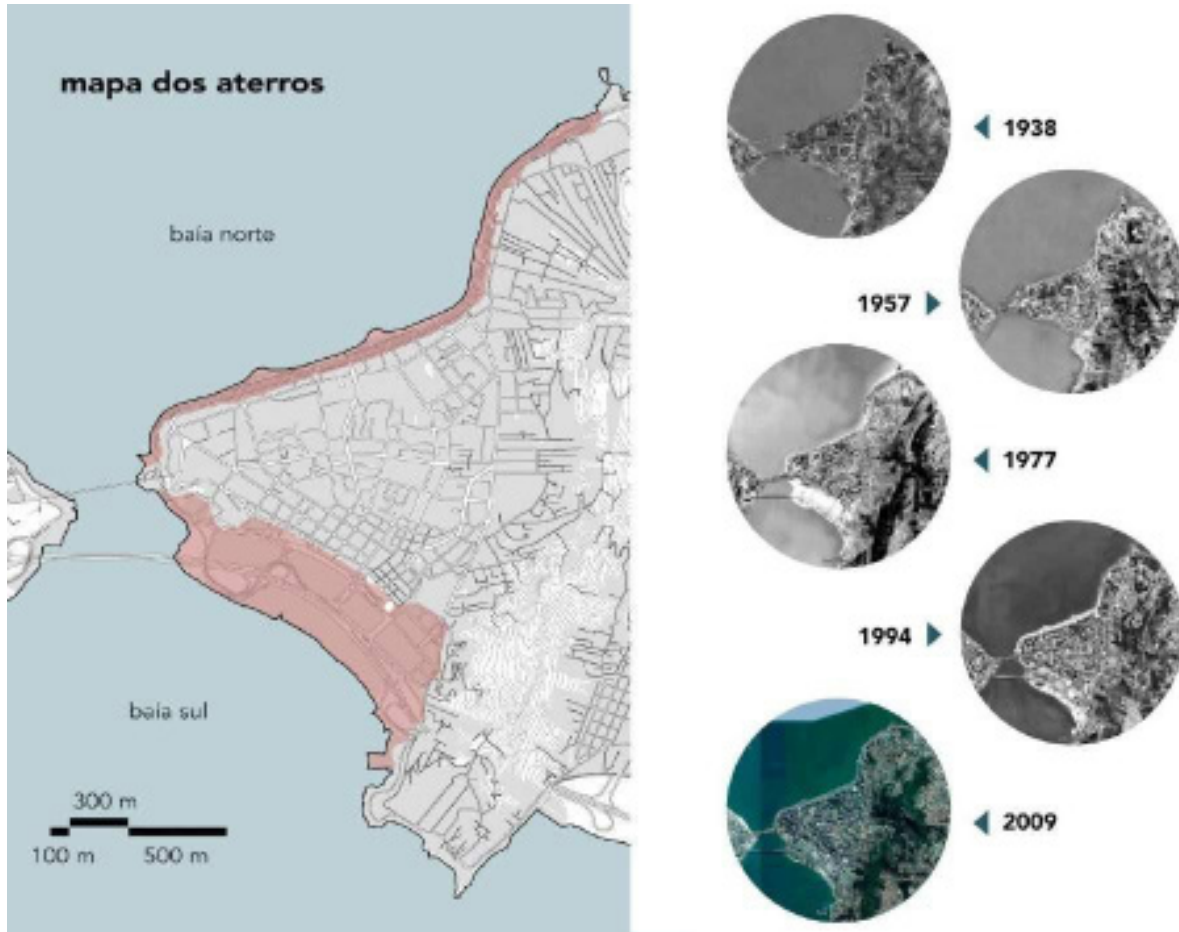 mapa dos aterros
baía norte
baía sul
300 m
100 m
500 m
1938
1957
1977
1994
2009